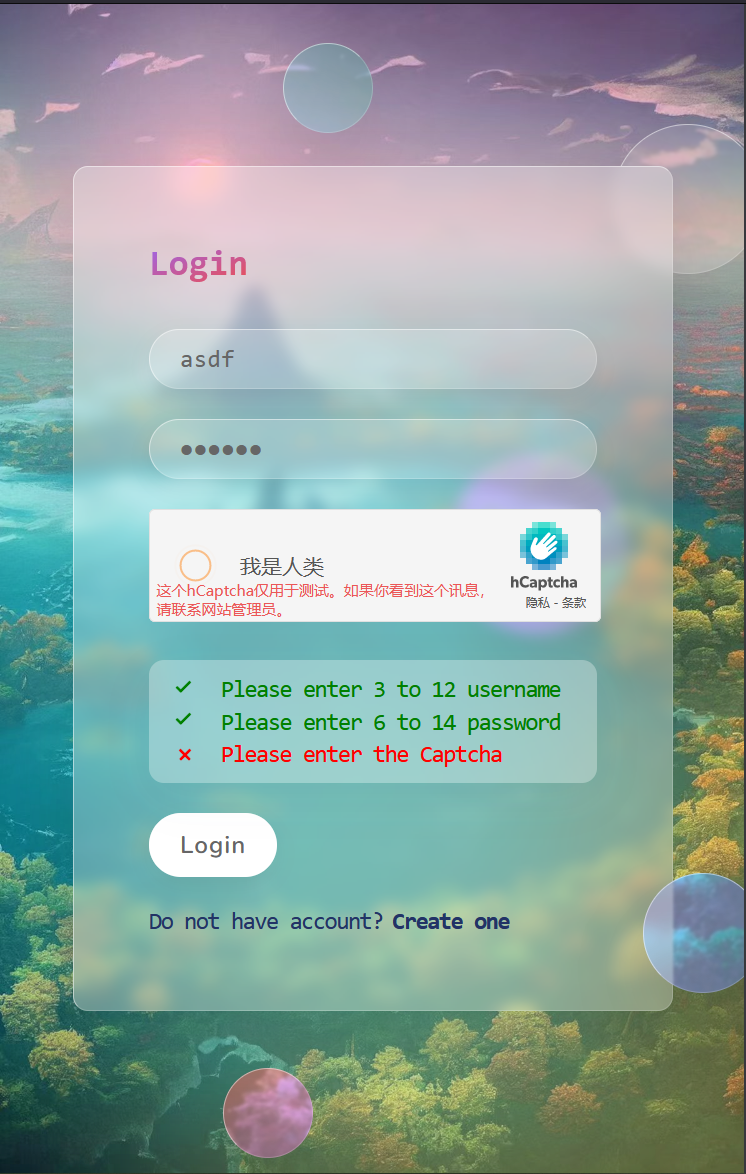 Login
asdf
我是人类
这个hCaptcha仅用于测试。如果你看到这个讯息，
请联系网站管理员。
hCaptcha
隐私 - 条款
Please enter 3 to 12 username
Please enter 6 to 14 password
Please enter the Captcha
Login
Do not have account? Create one